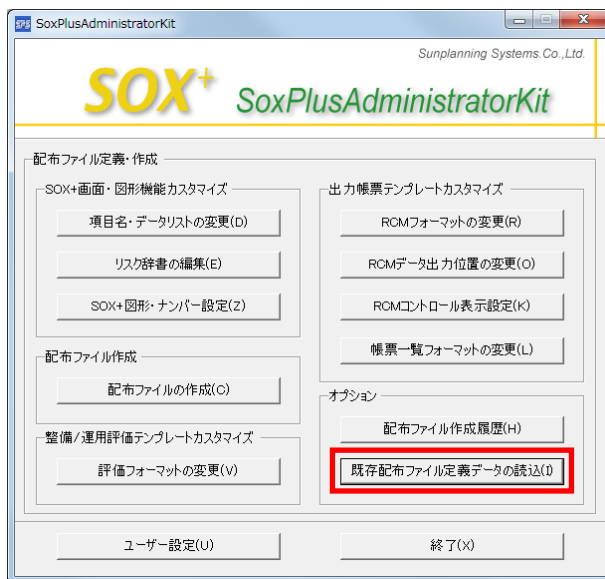 SPS SoxPlusAdministratorKit
Sunplanning Systems.Co.,Ltd.
SOX+ SoxPlusAdministratorKit
配布ファイル定義・作成
SOX+画面・図形機能カスタマイズ
項目名・データリストの変更(D)
リスク辞書の編集(E)
SOX+図形・ナンバー設定(Z)
配布ファイル作成
配布ファイルの作成(C)
整備/運用評価テンプレートカスタマイズ
評価フォーマットの変更(V)
出力帳票テンプレートカスタマイズ
RCMフォーマットの変更(R)
RCMデータ出力位置の変更(O)
RCMコントロール表示設定(K)
帳票一覧フォーマットの変更(L)
オプション
配布ファイル作成履歴(H)
既存配布ファイル定義データの読込(I)
ユーザー設定(U)
終了(X)